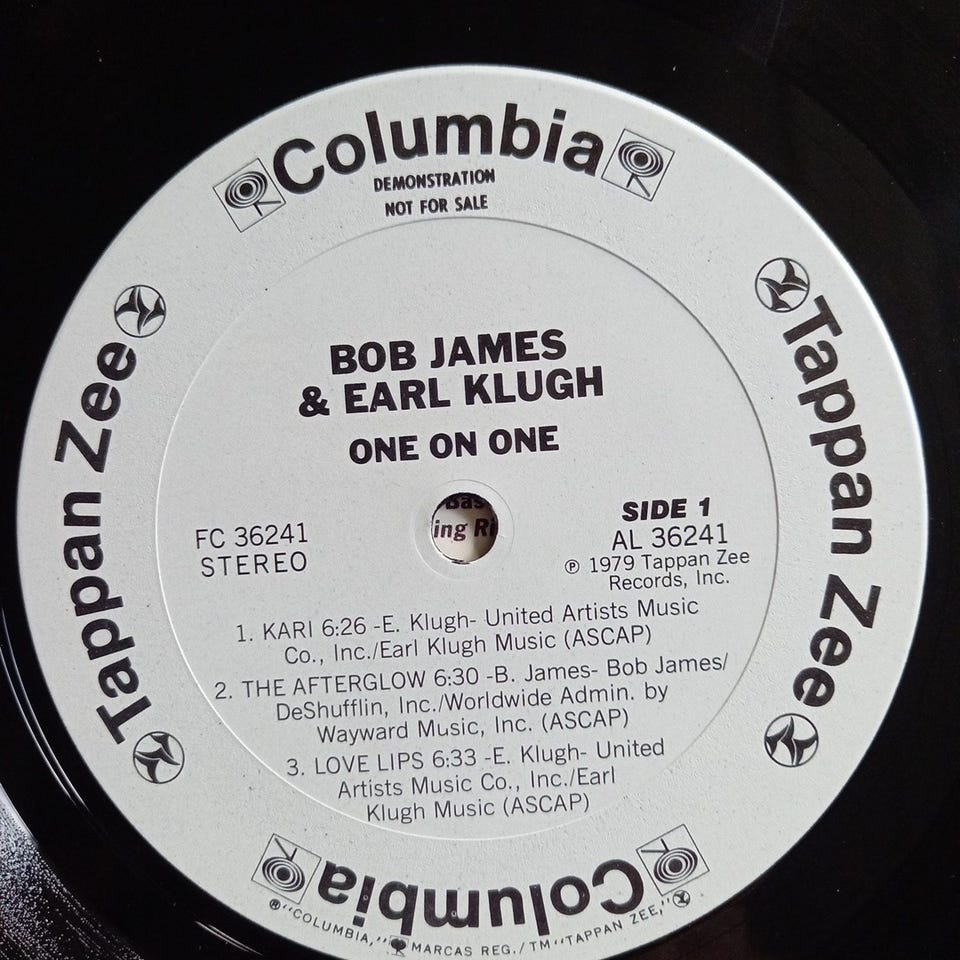 Columbia
DEMONSTRATION
NOT FOR SALE
Tappan Zee
Tappan Zee
BOB JAMES
& EARL KLUGH
ONE ON ONE
FC 36241
STEREO
SIDE 1
AL 36241
℗ 1979 Tappan Zee
Records, Inc.
ing
1. KARI 6:26 -E. Klugh- United Artists Music
Co., Inc./Earl Klugh Music (ASCAP)
2. THE AFTERGLOW 6:30 -B. James- Bob James/
DeShufflin, Inc./Worldwide Admin. by
Wayward Music, Inc. (ASCAP)
3. LOVE LIPS 6:33 -E. Klugh- United
Artists Music Co., Inc./Earl
Klugh Music (ASCAP)
Columbia
®"COLUMBIA," MARCAS REG./TM "TAPPAN ZEE,"